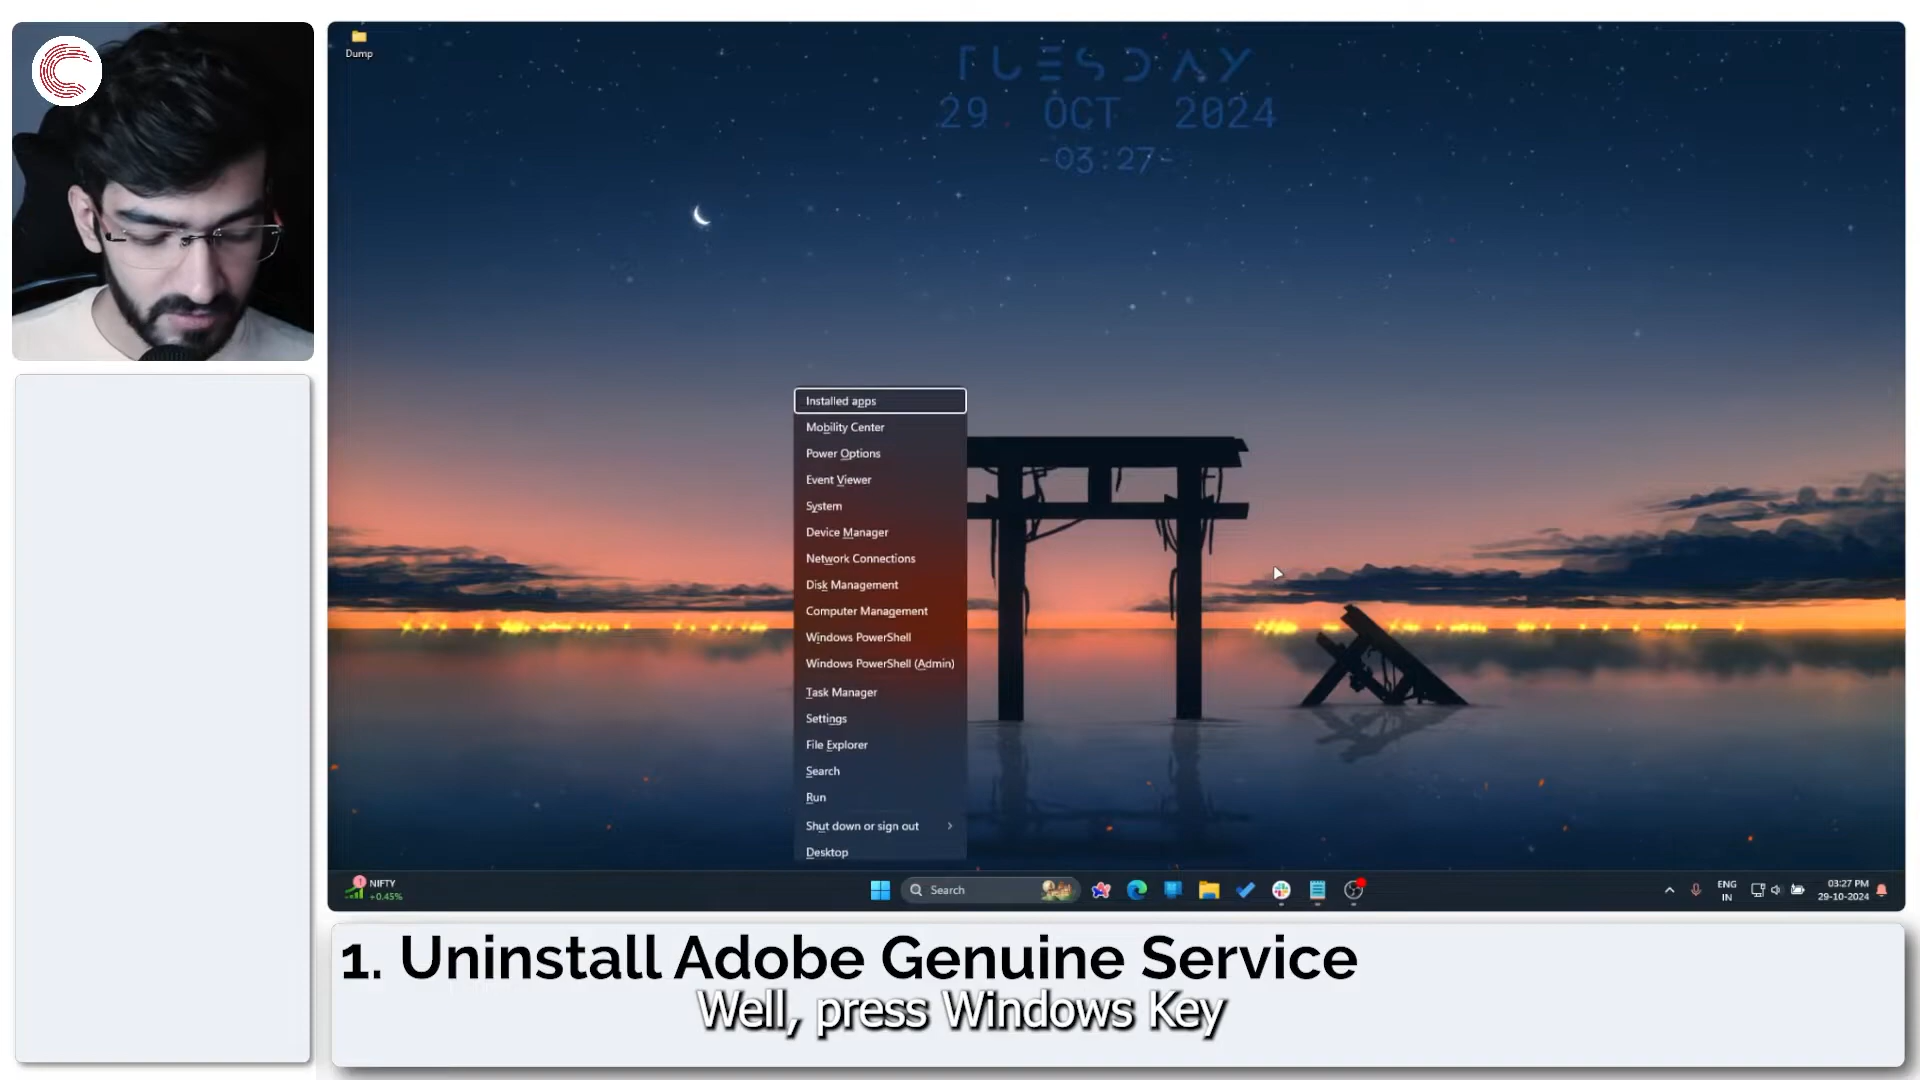 Dump
TUESDAY
29 OCT 2024
-03:27-
Installed apps
Mobility Center
Power Options
Event Viewer
System
Device Manager
Network Connections
Disk Management
Computer Management
Windows PowerShell
Windows PowerShell (Admin)
Task Manager
Settings
File Explorer
Search
Run
Shut down or sign out
Desktop
1
NIFTY
+0.45%
Search
ENG
IN
03:27 PM
29-10-2024
1. Uninstall Adobe Genuine Service
Well, press Windows Key